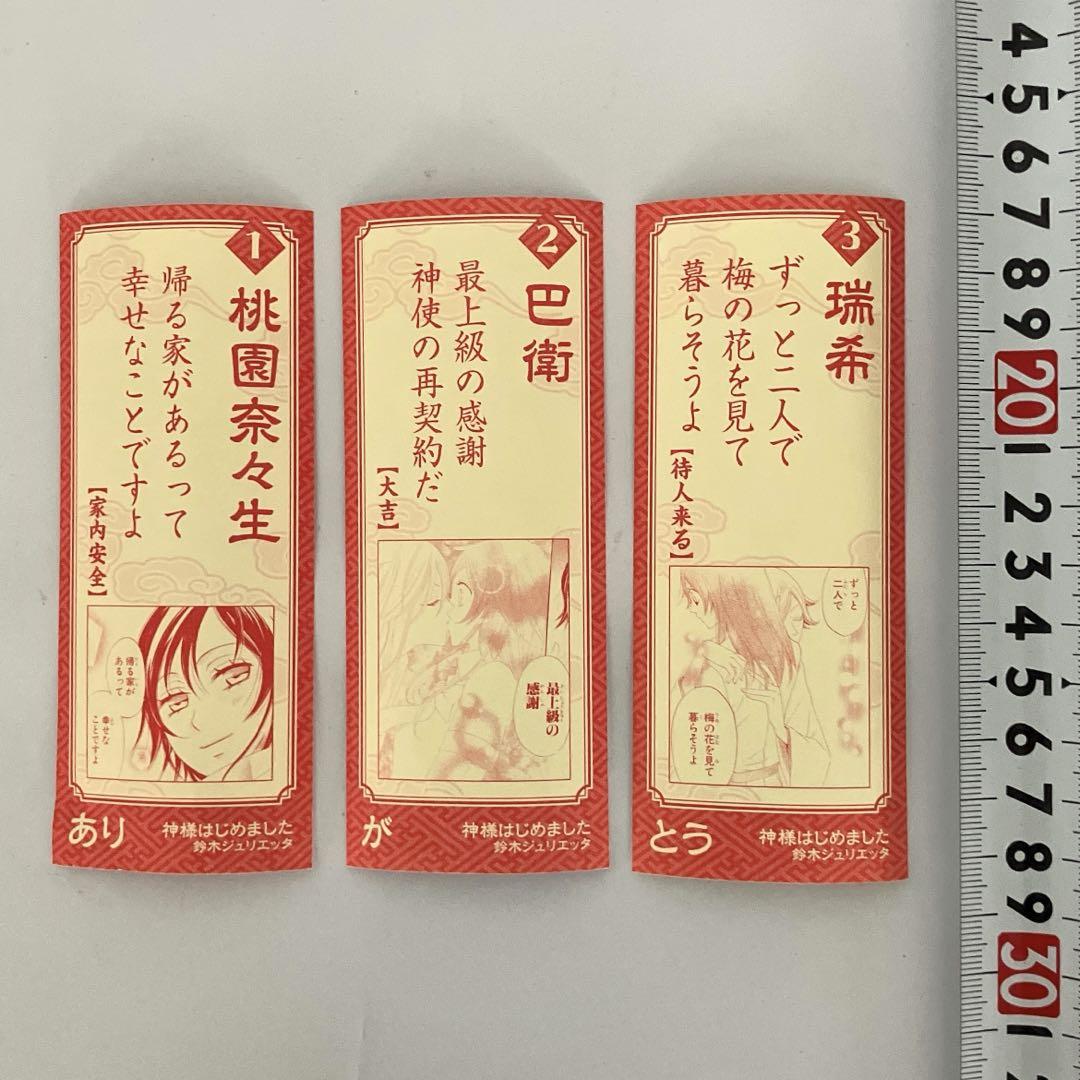 1
桃園奈々生
帰る家があるって
幸せなことですよ
【家内安全】
帰る家が
あるって
幸せな
ことですよ
あり
神様はじめました
鈴木ジュリエッタ
2
巴衛
最上級の感謝
神使の再契約だ
【大吉】
最上級の
感謝
が
神様はじめました
鈴木ジュリエッタ
3
瑞希
ずっと二人で
梅の花を見て
暮らそうよ
【待人来る】
ずっと
二人で
梅の花を見て
暮らそうよ
とう
神様はじめました
鈴木ジュリエッタ
4
5
6
7
8
9
20
1
2
3
4
5
6
7
8
9
30
1